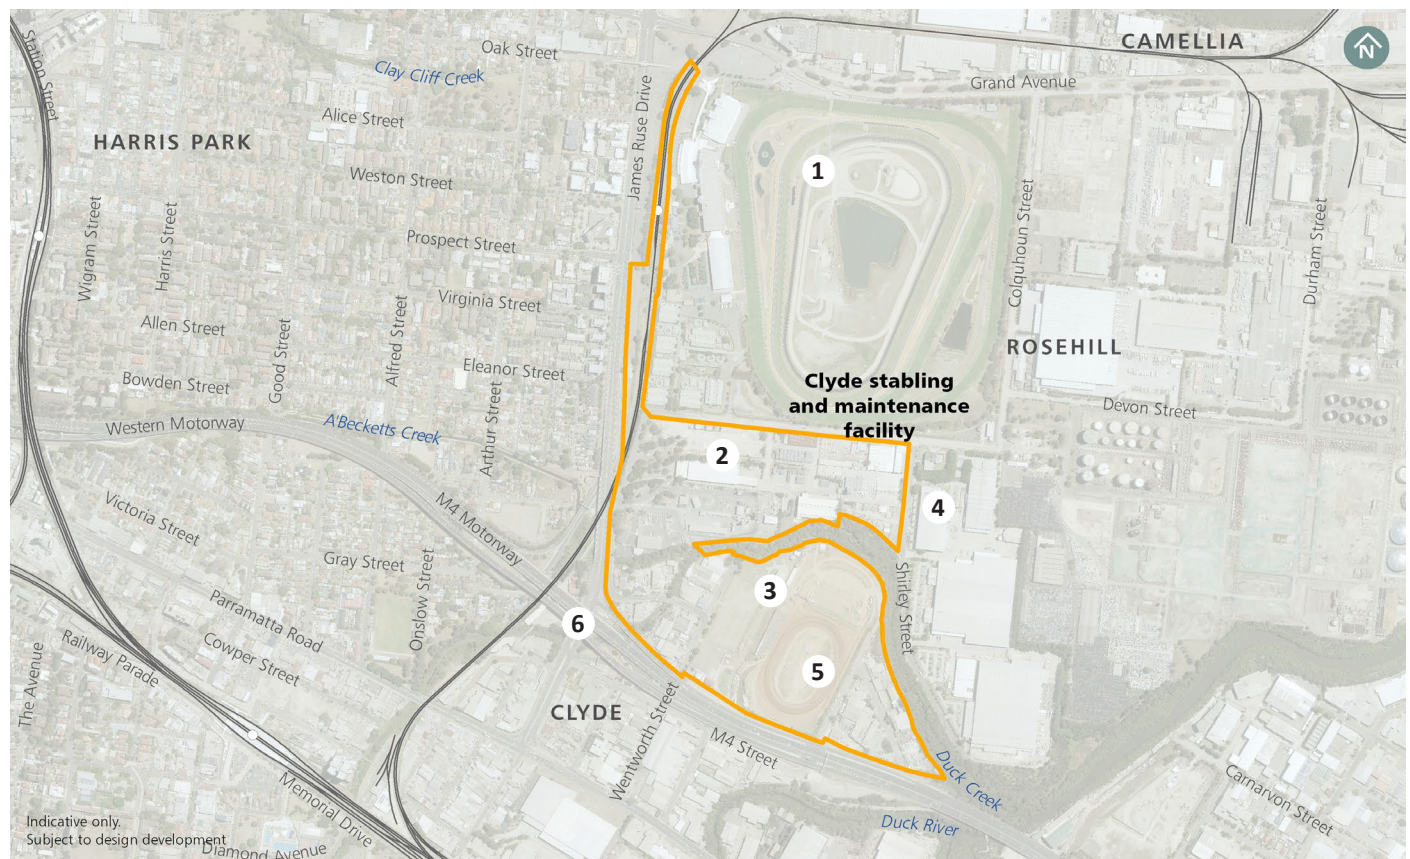 Station Street
Oak Street
CAMELLIA
N
Clay Cliff Creek
Grand Avenue
James Ruse Drive
Alice Street
HARRIS PARK
Weston Street
1
Wigram Street
Harris Street
Prospect Street
Colquhoun Street
Durham Street
Virginia Street
Allen Street
Good Street
Alfred Street
ROSEHILL
Eleanor Street
Bowden Street
Clyde stabling
and maintenance
facility
Devon Street
Western Motorway
A'Becketts Creek
Arthur Street
2
M4 Motorway
4
Victoria Street
Gray Street
Onslow Street
3
Shirley Street
Parramatta Road
6
Cowper Street
Railway Parade
The Avenue
5
CLYDE
Wentworth Street
M4 Street
Duck Creek
Carnarvon Street
Memorial Drive
Duck River
Indicative only.
Subject to design development
Diamond Avenue